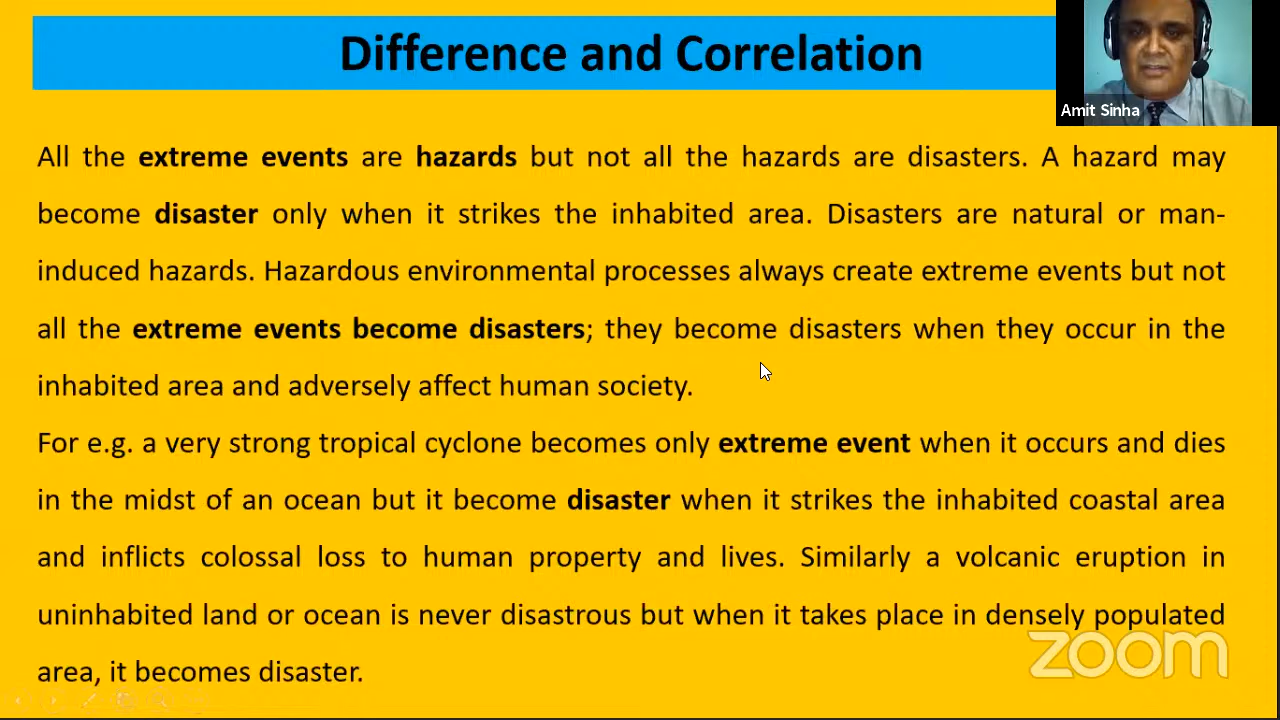 Difference and Correlation
Amit Sinha
All the extreme events are hazards but not all the hazards are disasters. A hazard may
become disaster only when it strikes the inhabited area. Disasters are natural or man-
induced hazards. Hazardous environmental processes always create extreme events but not
all the extreme events become disasters; they become disasters when they occur in the
inhabited area and adversely affect human society.
For e.g. a very strong tropical cyclone becomes only extreme event when it occurs and dies
in the midst of an ocean but it become disaster when it strikes the inhabited coastal area
and inflicts colossal loss to human property and lives. Similarly a volcanic eruption in
uninhabited land or ocean is never disastrous but when it takes place in densely populated
area, it becomes disaster.
zoom